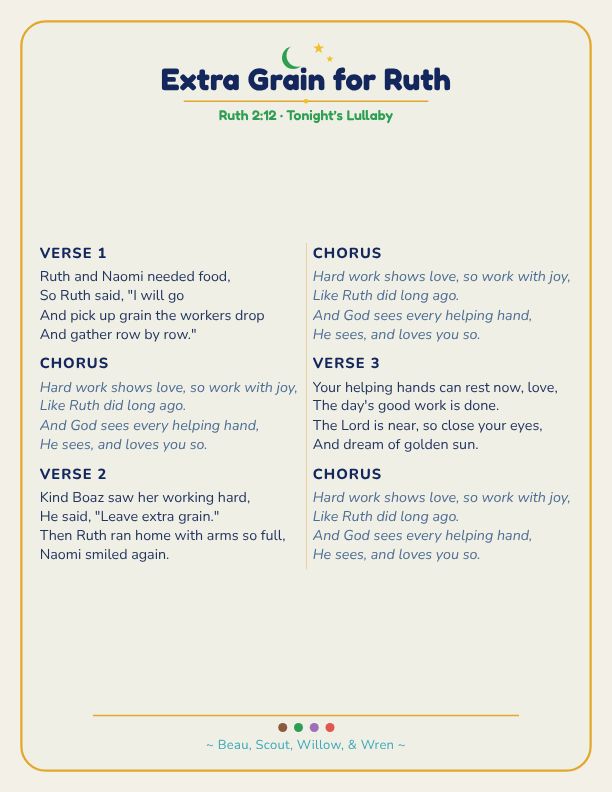 Extra Grain for Ruth
Ruth 2:12 · Tonight's Lullaby
VERSE 1
Ruth and Naomi needed food,
So Ruth said, "I will go
And pick up grain the workers drop
And gather row by row."
CHORUS
Hard work shows love, so work with joy,
Like Ruth did long ago.
And God sees every helping hand,
He sees, and loves you so.
VERSE 2
Kind Boaz saw her working hard,
He said, "Leave extra grain."
Then Ruth ran home with arms so full,
Naomi smiled again.
CHORUS
Hard work shows love, so work with joy,
Like Ruth did long ago.
And God sees every helping hand,
He sees, and loves you so.
VERSE 3
Your helping hands can rest now, love,
The day's good work is done.
The Lord is near, so close your eyes,
And dream of golden sun.
CHORUS
Hard work shows love, so work with joy,
Like Ruth did long ago.
And God sees every helping hand,
He sees, and loves you so.
~ Beau, Scout, Willow, & Wren ~